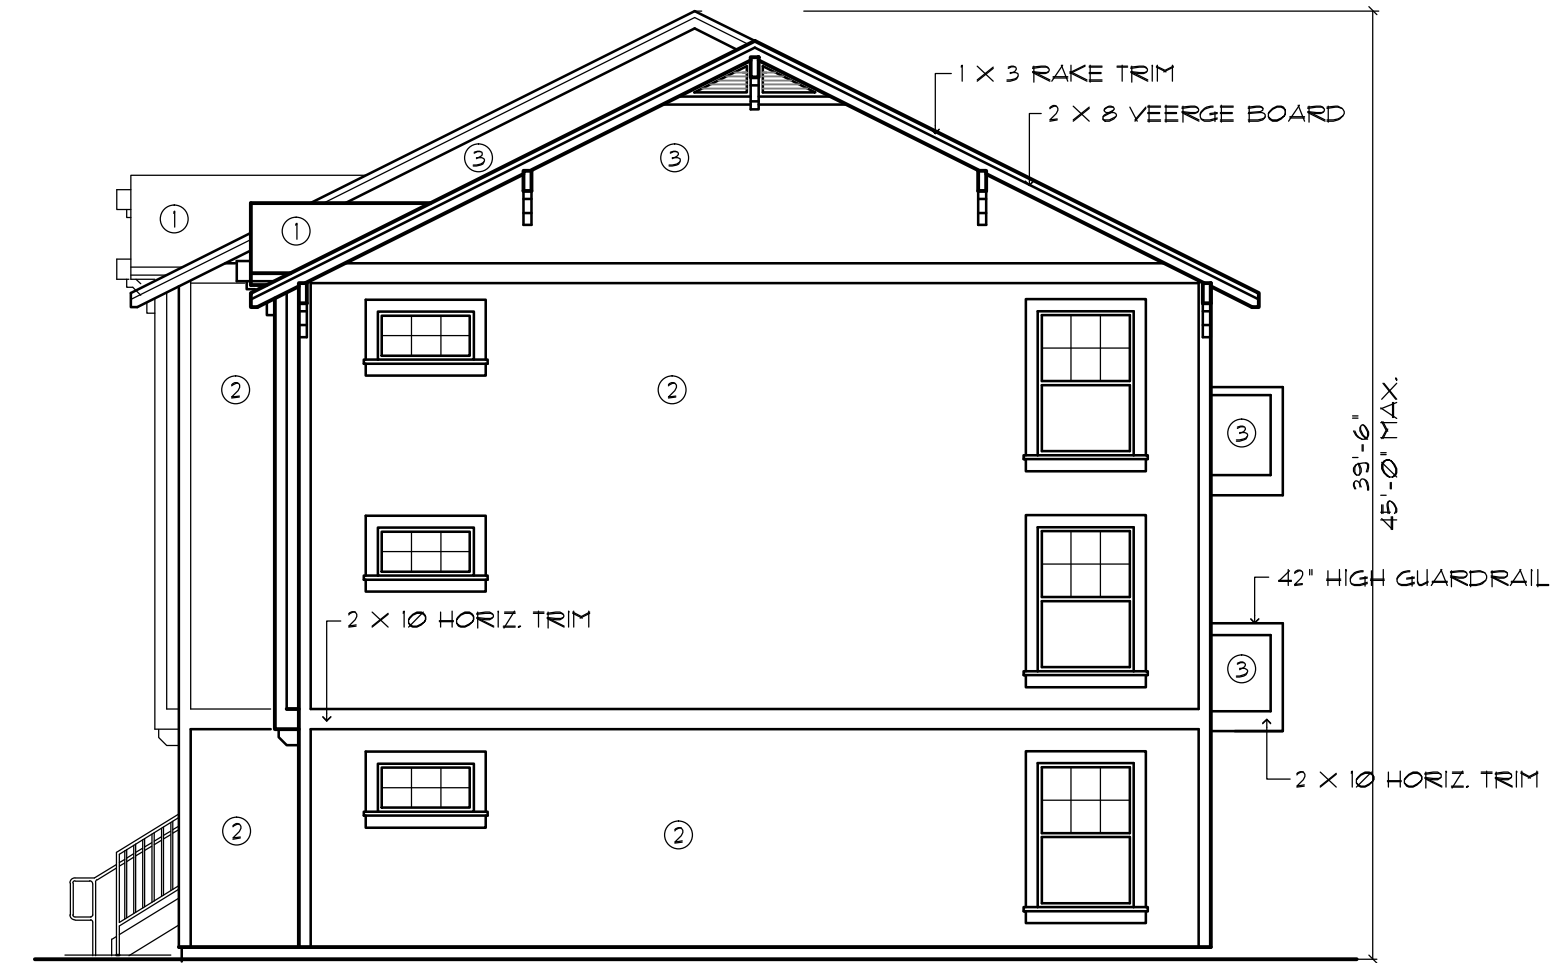 1 X 3 RAKE TRIM
2 X 8 VEERGE BOARD
3
3
1
1
2
2
3
39'-6"
45'-0" MAX.
42" HIGH GUARDRAIL
2 X 10 HORIZ. TRIM
3
2 X 10 HORIZ. TRIM
2
2